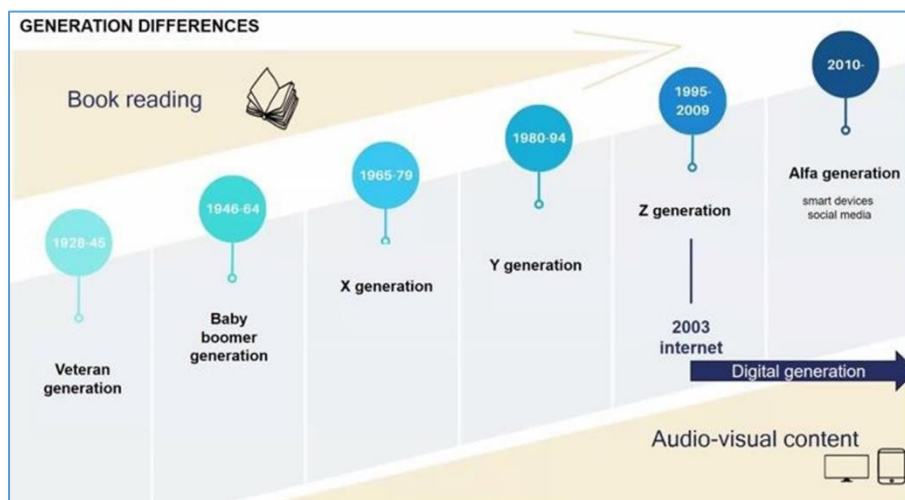 GENERATION DIFFERENCES
Book reading
1928-45
Veteran
generation
1946-64
Baby
boomer
generation
1965-79
X generation
1980-94
Y generation
1995-
2009
Z generation
2003
internet
2010-
Alfa generation
smart devices
social media
Digital generation
Audio-visual content